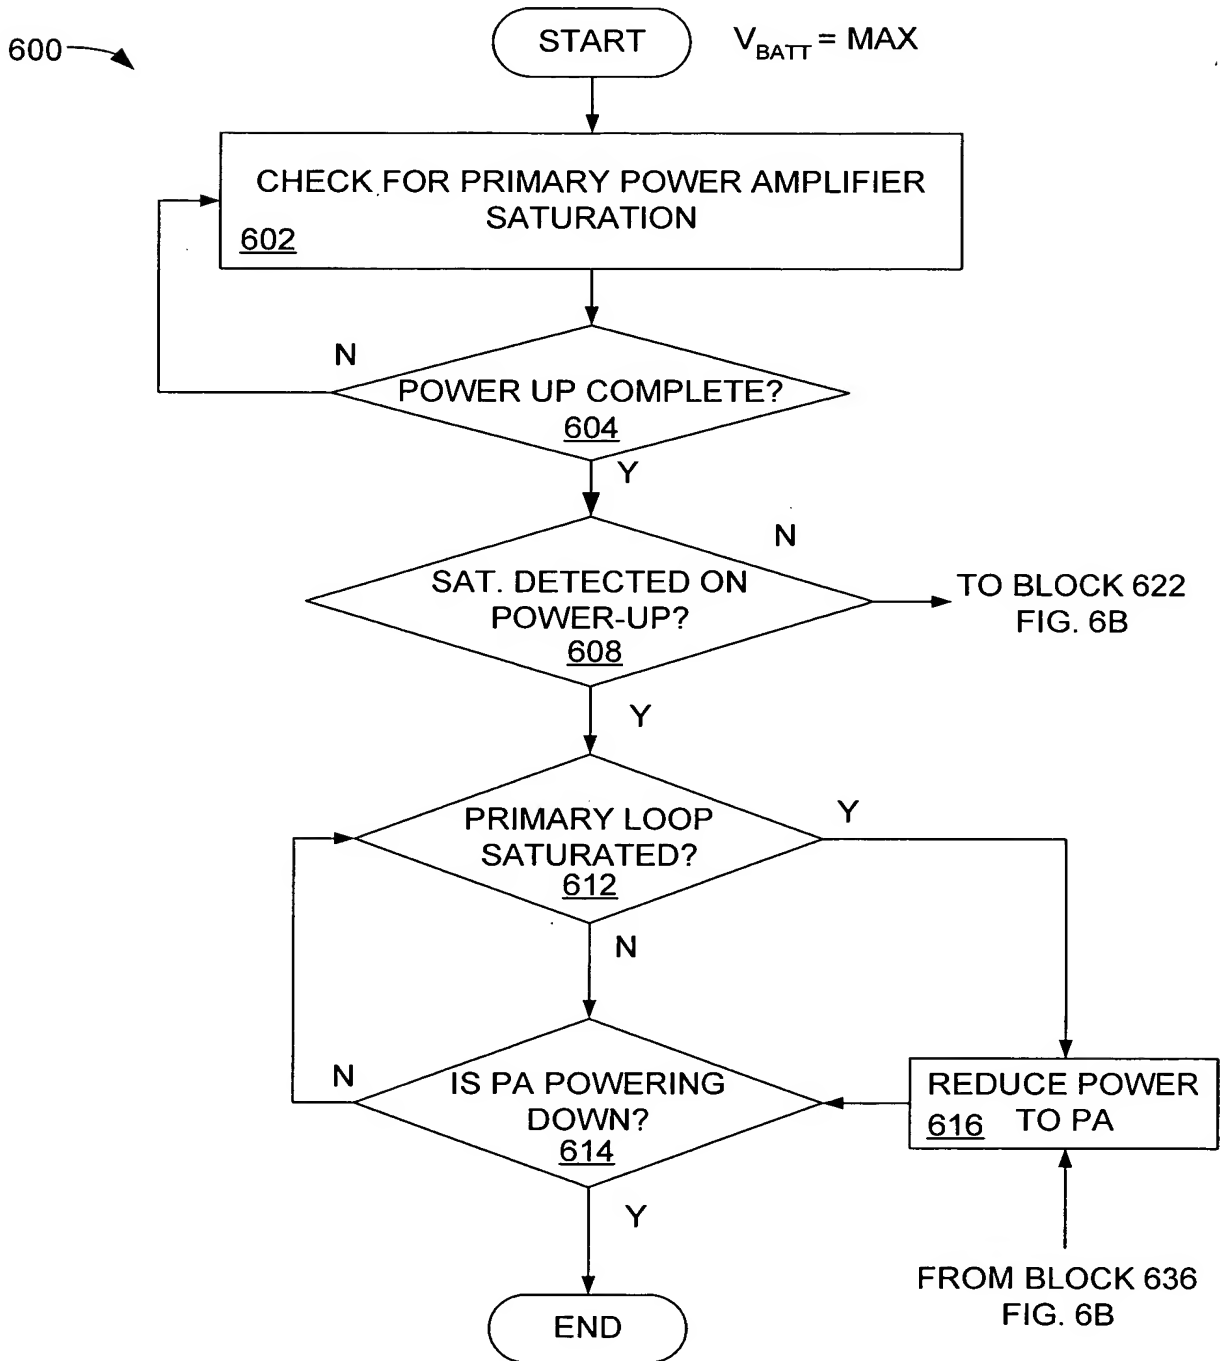 600
START
V_BATT = MAX
CHECK FOR PRIMARY POWER AMPLIFIER
SATURATION
602
N
POWER UP COMPLETE?
604
Y
N
SAT. DETECTED ON
POWER-UP?
608
TO BLOCK 622
FIG. 6B
Y
PRIMARY LOOP
SATURATED?
612
Y
N
N
IS PA POWERING
DOWN?
614
REDUCE POWER
616 TO PA
Y
FROM BLOCK 636
FIG. 6B
END